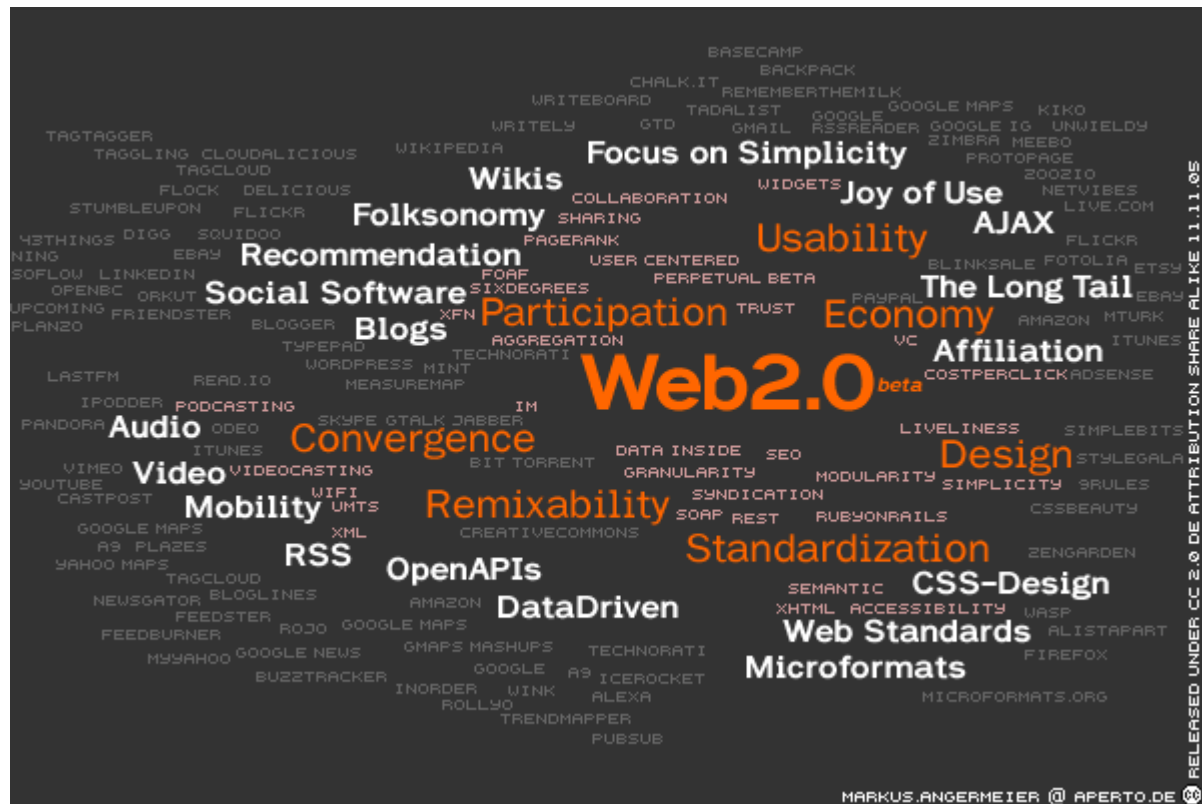 BASECAMP
BACKPACK
CHALK.IT
REMEMBERTHEMILK
WRITEBOARD
TADALIST
GOOGLE MAPS
KIKO
WRITELY
GTD
GMAIL
GOOGLE RSSREADER
GOOGLE IG
UNWIELDY
TAGTAGGER
TAGGLING
CLOUDALICIOUS
WIKIPEDIA
Focus on Simplicity
ZIMBRA
MEEBO
PROTOPAGE
TAGCLOUD
ZOOZIO
Wikis
WIDGETS
Joy of Use
NETVIBES
FLOCK
DELICIOUS
COLLABORATION
LIVE.COM
STUMBLEUPON
FLICKR
Folksonomy
SHARING
AJAX
43THINGS
DIGG
SQUIDOO
PAGERANK
Usability
FLICKR
NING
EBAY
Recommendation
USER CENTERED
BLINKSALE
FOTOLIA
ETSY
SOFLOW
LINKEDIN
FOAF
PERPETUAL BETA
OPENBC
ORKUT
Social Software
SIXDEGREES
PAYPAL
The Long Tail
EBAY
UPCOMING
FRIENDSTER
XFN
Participation
TRUST
Economy
AMAZON
MTURK
PLANZO
BLOGGER
Blogs
TYPEPAD
AGGREGATION
VC
Affiliation
ITUNES
WORDPRESS
MINT
TECHNORATI
LASTFM
READ.IO
MEASUREMAP
Web2.0
beta
COSTPERCLICK
ADSENSE
IPODDER
PODCASTING
IM
PANDORA
Audio
ODEO
SKYPE
GTALK
JABBER
LIVELINESS
SIMPLEBITS
ITUNES
Convergence
DATA INSIDE
SEO
Design
STYLEGALA
VIMEO
Video
VIDEOCASTING
BIT TORRENT
GRANULARITY
MODULARITY
SIMPLICITY
9RULES
YOUTUBE
CASTPOST
WIFI
SYNDICATION
Mobility
UMTS
Remixability
SOAP
REST
RUBYONRAILS
CSSBEAUTY
GOOGLE MAPS
XML
CREATIVECOMMONS
A9
PLAZES
RSS
Standardization
ZENGARDEN
YAHOO MAPS
OpenAPIs
TAGCLOUD
SEMANTIC
CSS-Design
NEWSGATOR
BLOGLINES
AMAZON
DataDriven
XHTML
ACCESSIBILITY
WASP
FEEDSTER
FEEDBURNER
ROJO
GOOGLE MAPS
Web Standards
ALISTAPART
MYYAHOO
GOOGLE NEWS
GMAPS MASHUPS
TECHNORATI
FIREFOX
BUZZTRACKER
GOOGLE
A9
ICEROCKET
Microformats
INORDER
WINK
ALEXA
MICROFORMATS.ORG
ROLLYO
TRENDMAPPER
PUBSUB
MARKUS.ANGERMEIER @ APERTO.DE
cc RELEASED UNDER CC 2.0 DE ATTRIBUTION SHARE ALIKE 11.11.05